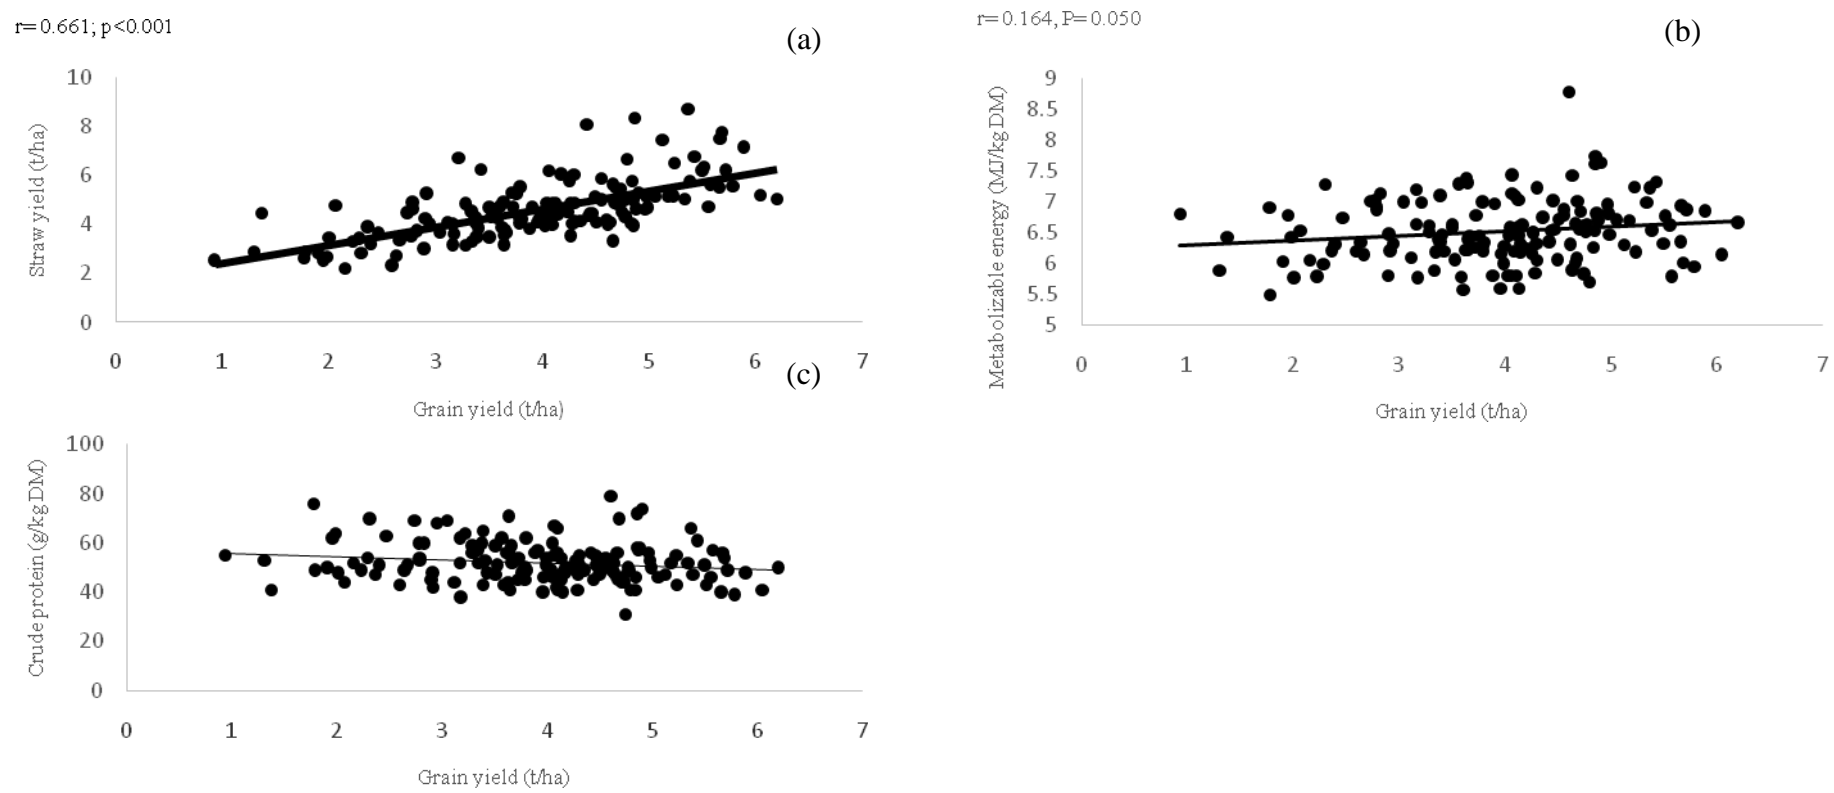 r=0.661; p<0.001
(a)
10
8
6
4
2
0
Straw yield (t/ha)
0 1 2 3 4 5 6 7
Grain yield (t/ha)
r=0.164, P=0.050
(b)
9
8.5
8
7.5
7
6.5
6
5.5
5
Metabolizable energy (MJ/kg DM)
0 1 2 3 4 5 6 7
Grain yield (t/ha)
(c)
100
80
60
40
20
0
Crude protein (g/kg DM)
0 1 2 3 4 5 6 7
Grain yield (t/ha)